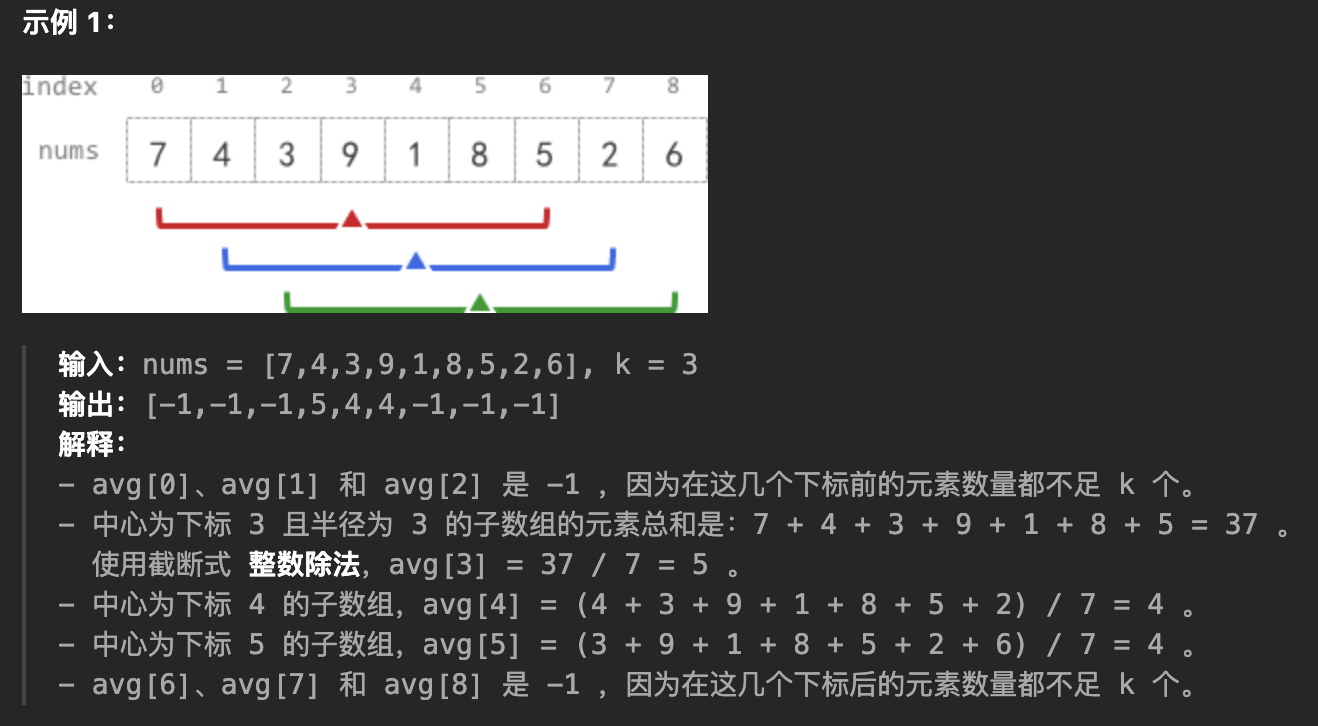 示例 1：
index 0 1 2 3 4 5 6 7 8
nums 7 4 3 9 1 8 5 2 6
输入：nums = [7,4,3,9,1,8,5,2,6], k = 3
输出：[-1,-1,-1,5,4,4,-1,-1,-1]
解释：
- avg[0]、avg[1] 和 avg[2] 是 -1 ，因为在这几个下标前的元素数量都不足 k 个。
- 中心为下标 3 且半径为 3 的子数组的元素总和是：7 + 4 + 3 + 9 + 1 + 8 + 5 = 37 。
使用截断式 整数除法，avg[3] = 37 / 7 = 5 。
- 中心为下标 4 的子数组，avg[4] = (4 + 3 + 9 + 1 + 8 + 5 + 2) / 7 = 4 。
- 中心为下标 5 的子数组，avg[5] = (3 + 9 + 1 + 8 + 5 + 2 + 6) / 7 = 4 。
- avg[6]、avg[7] 和 avg[8] 是 -1 ，因为在这几个下标后的元素数量都不足 k 个。